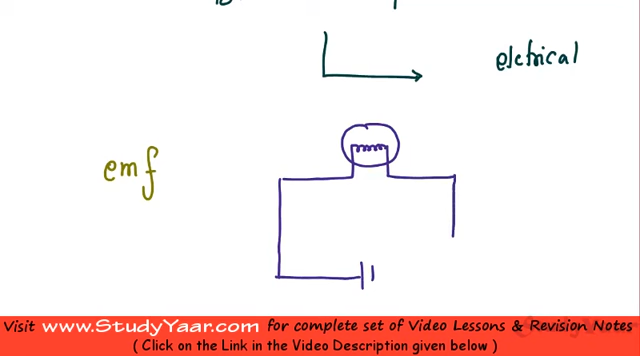 eletrical
emf
Visit www.StudyYaar.com for complete set of Video Lessons & Revision Notes
( Click on the Link in the Video Description given below )